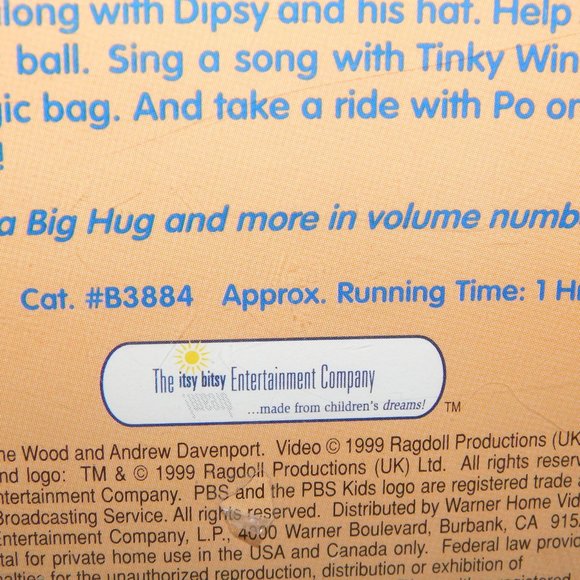 along with Dipsy and his hat. Help
ball. Sing a song with Tinky Win
gic bag. And take a ride with Po on
!
a Big Hug and more in volume numb
Cat. #B3884 Approx. Running Time: 1 H
The itsy bitsy Entertainment Company
...made from children's dreams!
TM
ne Wood and Andrew Davenport. Video © 1999 Ragdoll Productions (UK
nd logo: TM & © 1999 Ragdoll Productions (UK) Ltd. All rights reserv
Entertainment Company. PBS and the PBS Kids logo are registered trade
Broadcasting Service. All rights reserved. Distributed by Warner Home Vid
Entertainment Company, L.P. 4000 Warner Boulevard, Burbank, CA 915
tal for private home use in the USA and Canada only. Federal law provid
nalties for the unauthorized reproduction, distribution or exhibition of